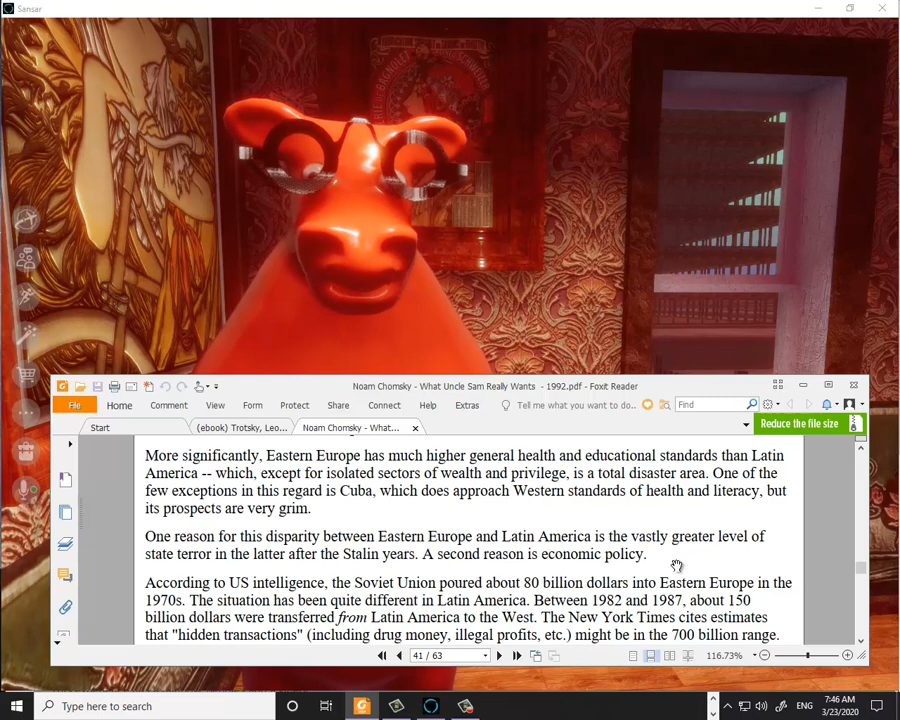 Sansar
Noam Chomsky - What Uncle Sam Really Wants - 1992.pdf - Foxit Reader
File Home Comment View Form Protect Share Connect Help Extras Tell me what you want to do.. Find
Start (ebook) Trotsky, Leo... Noam Chomsky - What... Reduce the file size
More significantly, Eastern Europe has much higher general health and educational standards than Latin
America -- which, except for isolated sectors of wealth and privilege, is a total disaster area. One of the
few exceptions in this regard is Cuba, which does approach Western standards of health and literacy, but
its prospects are very grim.
One reason for this disparity between Eastern Europe and Latin America is the vastly greater level of
state terror in the latter after the Stalin years. A second reason is economic policy.
According to US intelligence, the Soviet Union poured about 80 billion dollars into Eastern Europe in the
1970s. The situation has been quite different in Latin America. Between 1982 and 1987, about 150
billion dollars were transferred from Latin America to the West. The New York Times cites estimates
that "hidden transactions" (including drug money, illegal profits, etc.) might be in the 700 billion range.
41 / 63 116.73%
Type here to search ENG 7:46 AM
3/23/2020